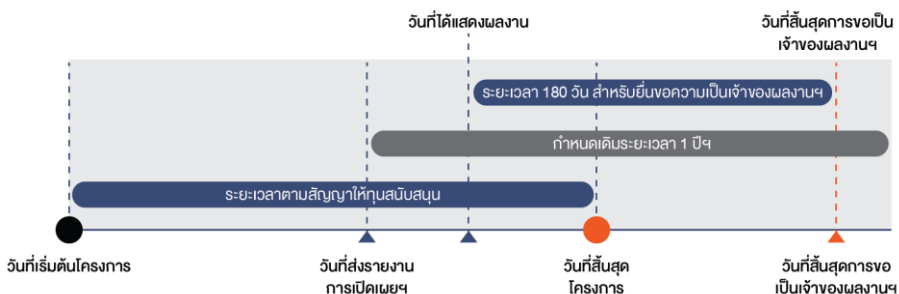 วันที่ได้แสดงผลงาน
วันที่สิ้นสุดการขอเป็น
เจ้าของผลงานฯ
ระยะเวลา 180 วัน สำหรับยื่นขอความเป็นเจ้าของผลงานฯ
กำหนดเดิมระยะเวลา 1 ปีฯ
ระยะเวลาตามสัญญาให้ทุนสนับสนุน
วันที่เริ่มต้นโครงการ
วันที่ส่งรายงาน
การเปิดเผยฯ
วันที่สิ้นสุด
โครงการ
วันที่สิ้นสุดการขอ
เป็นเจ้าของผลงานฯ